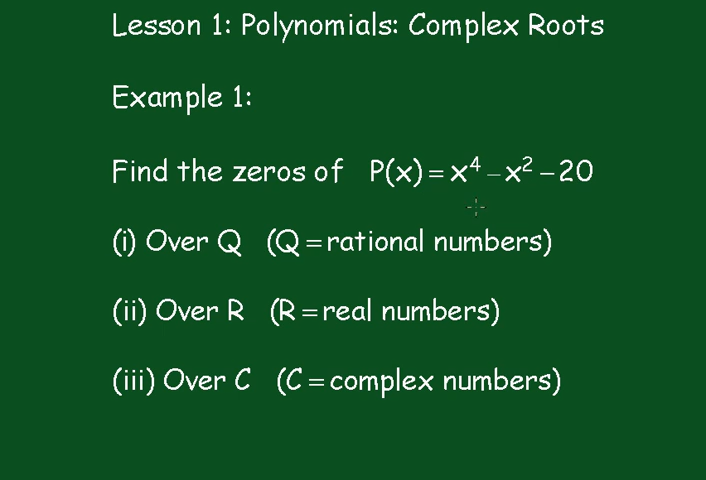 Lesson 1: Polynomials: Complex Roots
Example 1:
Find the zeros of P(x) = x⁴ – x² – 20
(i) Over Q (Q = rational numbers)
(ii) Over R (R = real numbers)
(iii) Over C (C = complex numbers)